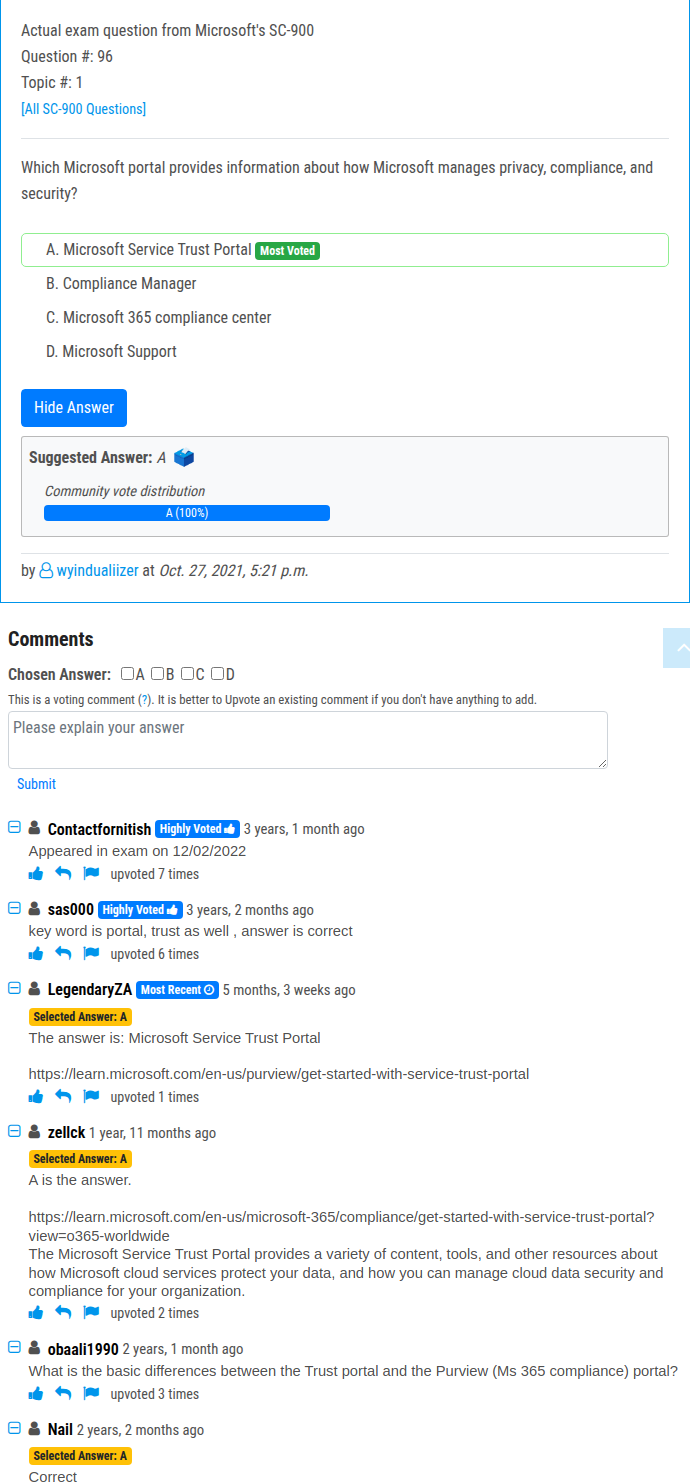 Actual exam question from Microsoft's SC-900
Question #: 96
Topic #: 1
[All SC-900 Questions]
Which Microsoft portal provides information about how Microsoft manages privacy, compliance, and
security?
A. Microsoft Service Trust Portal Most Voted
B. Compliance Manager
C. Microsoft 365 compliance center
D. Microsoft Support
Hide Answer
Suggested Answer: A
Community vote distribution
A (100%)
by wyindualiizer at Oct. 27, 2021, 5:21 p.m.
Comments
Chosen Answer: A B C D
This is a voting comment (?). It is better to Upvote an existing comment if you don't have anything to add.
Please explain your answer
Submit
Contactfornitish Highly Voted 3 years, 1 month ago
Appeared in exam on 12/02/2022
upvoted 7 times
sas000 Highly Voted 3 years, 2 months ago
key word is portal, trust as well , answer is correct
upvoted 6 times
LegendaryZA Most Recent 5 months, 3 weeks ago
Selected Answer: A
The answer is: Microsoft Service Trust Portal
https://learn.microsoft.com/en-us/purview/get-started-with-service-trust-portal
upvoted 1 times
zellck 1 year, 11 months ago
Selected Answer: A
A is the answer.
https://learn.microsoft.com/en-us/microsoft-365/compliance/get-started-with-service-trust-portal?
view=o365-worldwide
The Microsoft Service Trust Portal provides a variety of content, tools, and other resources about
how Microsoft cloud services protect your data, and how you can manage cloud data security and
compliance for your organization.
upvoted 2 times
obaali1990 2 years, 1 month ago
What is the basic differences between the Trust portal and the Purview (Ms 365 compliance) portal?
upvoted 3 times
Nail 2 years, 2 months ago
Selected Answer: A
Correct